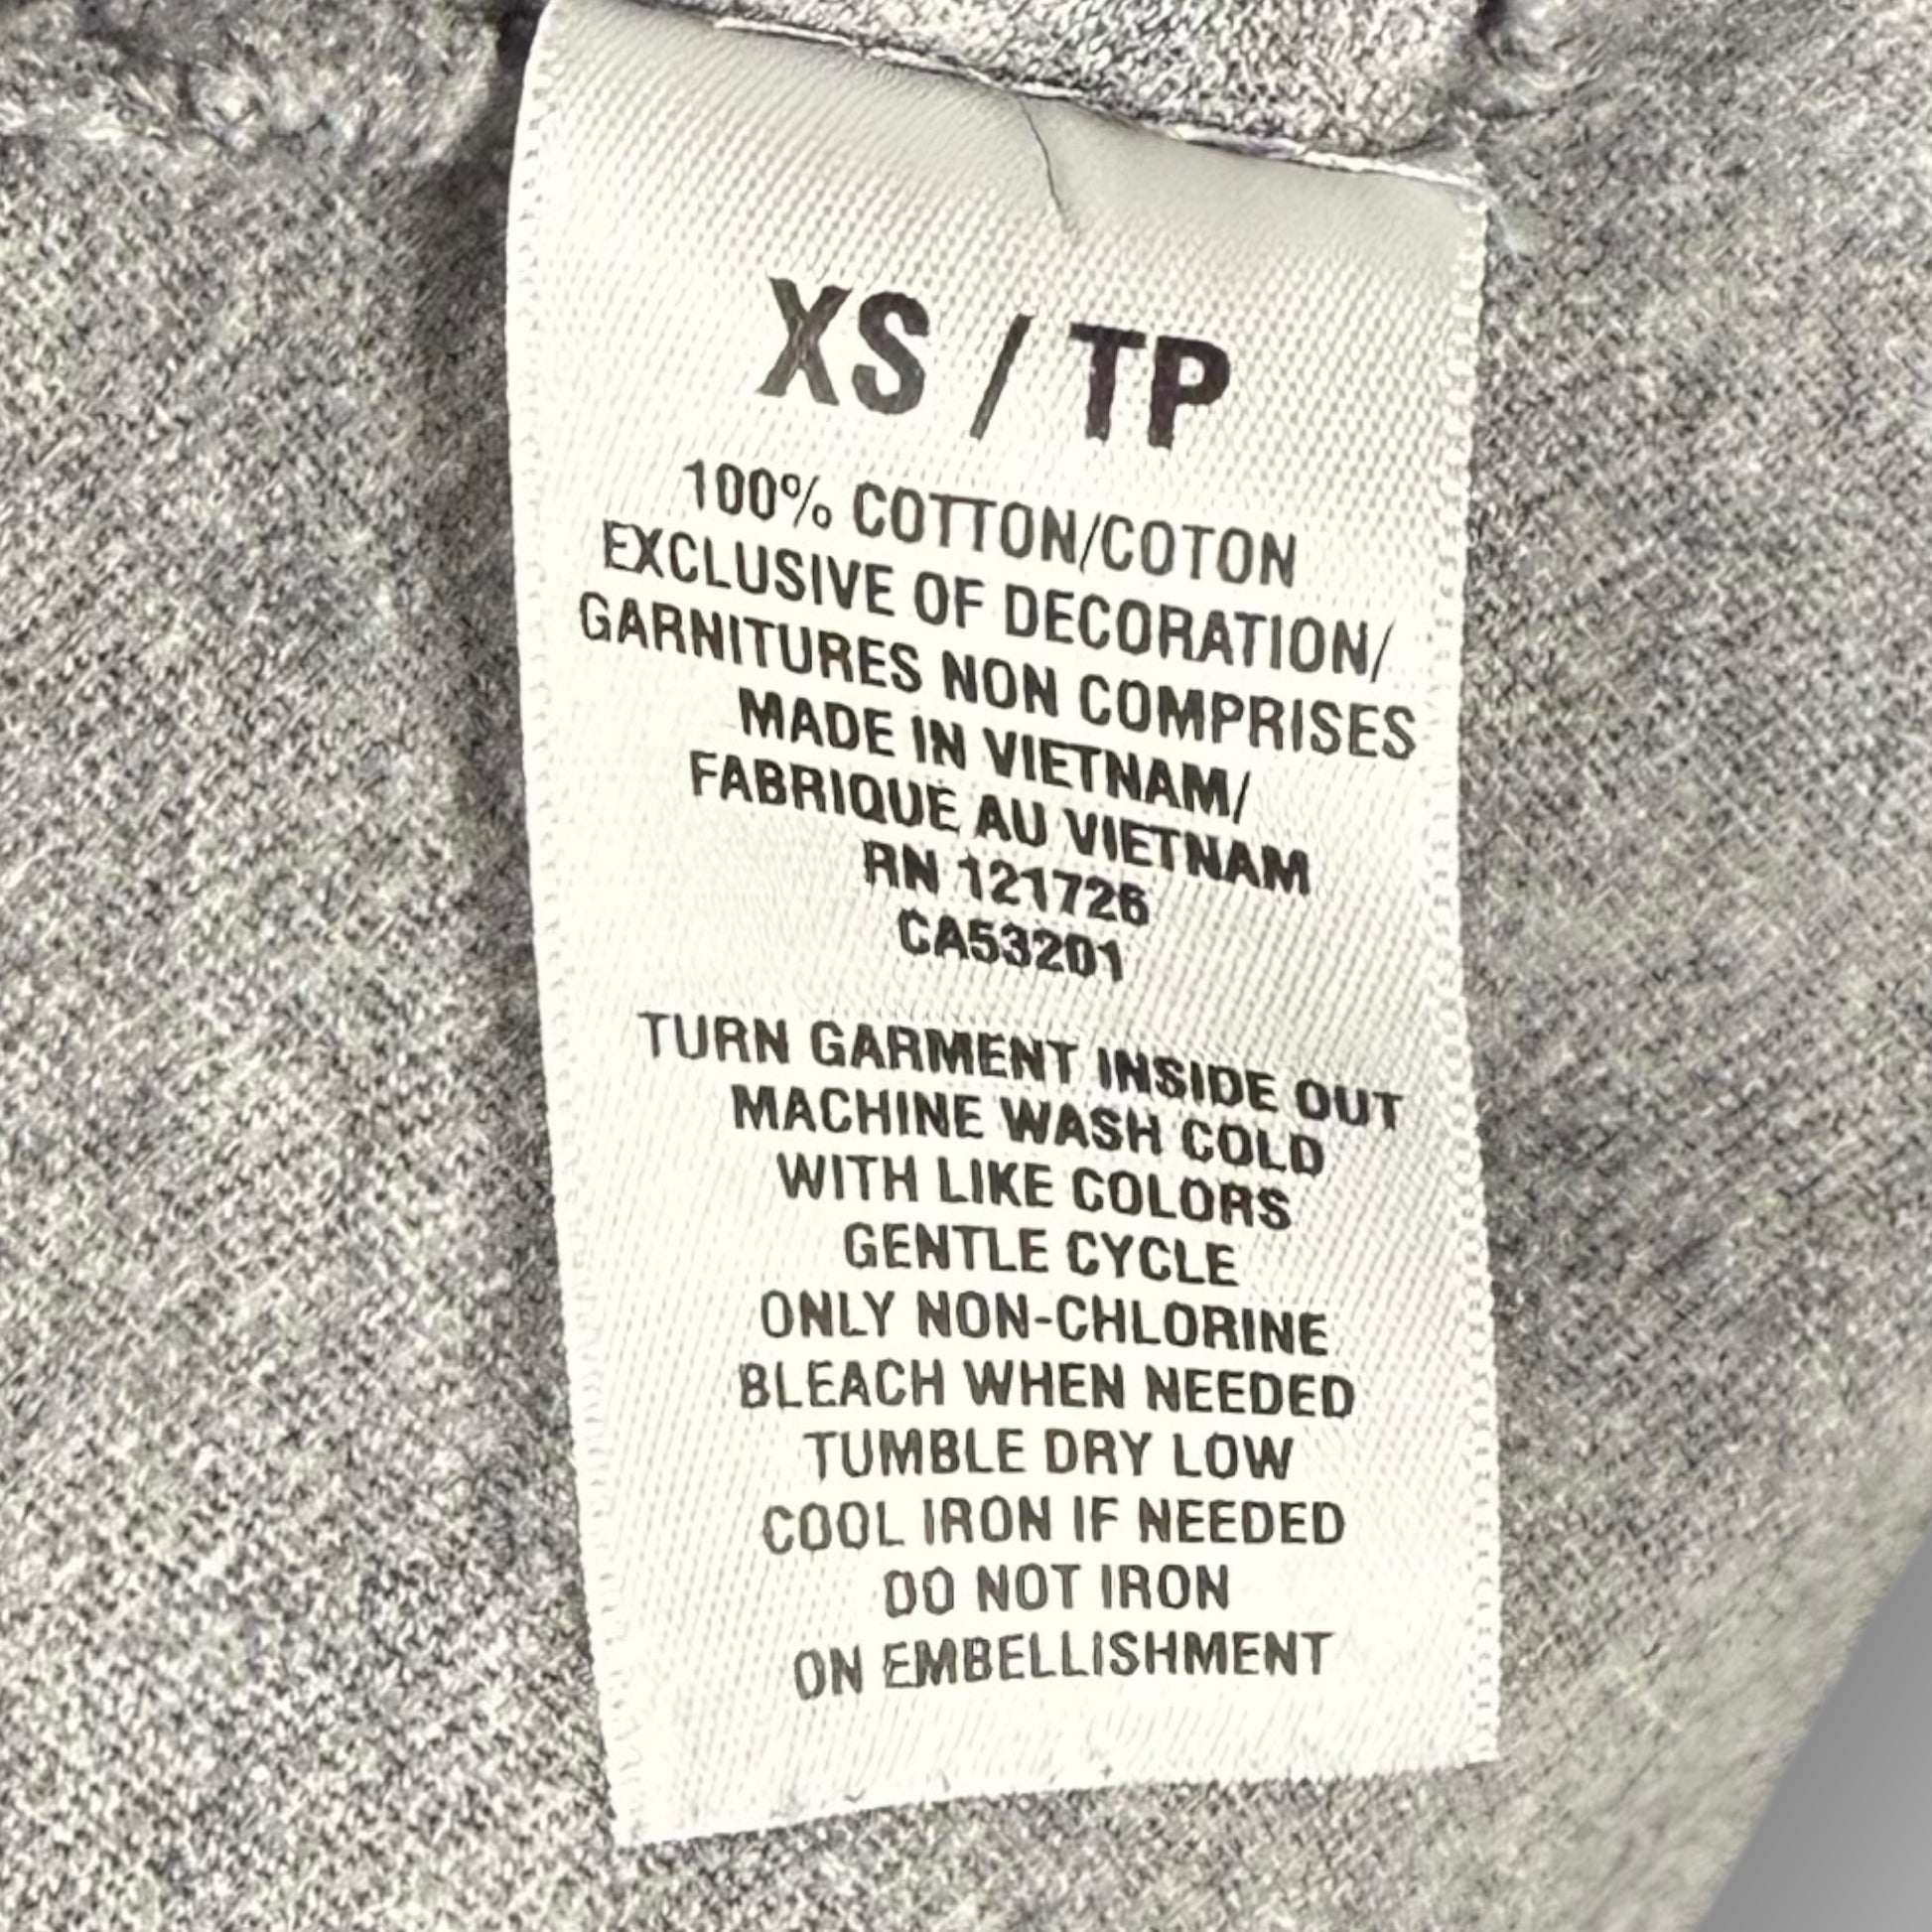 XS / TP
100% COTTON/COTON
EXCLUSIVE OF DECORATION/
GARNITURES NON COMPRISES
MADE IN VIETNAM/
FABRIQUE AU VIETNAM
RN 121726
CA53201
TURN GARMENT INSIDE OUT
MACHINE WASH COLD
WITH LIKE COLORS
GENTLE CYCLE
ONLY NON-CHLORINE
BLEACH WHEN NEEDED
TUMBLE DRY LOW
COOL IRON IF NEEDED
DO NOT IRON
ON EMBELLISHMENT